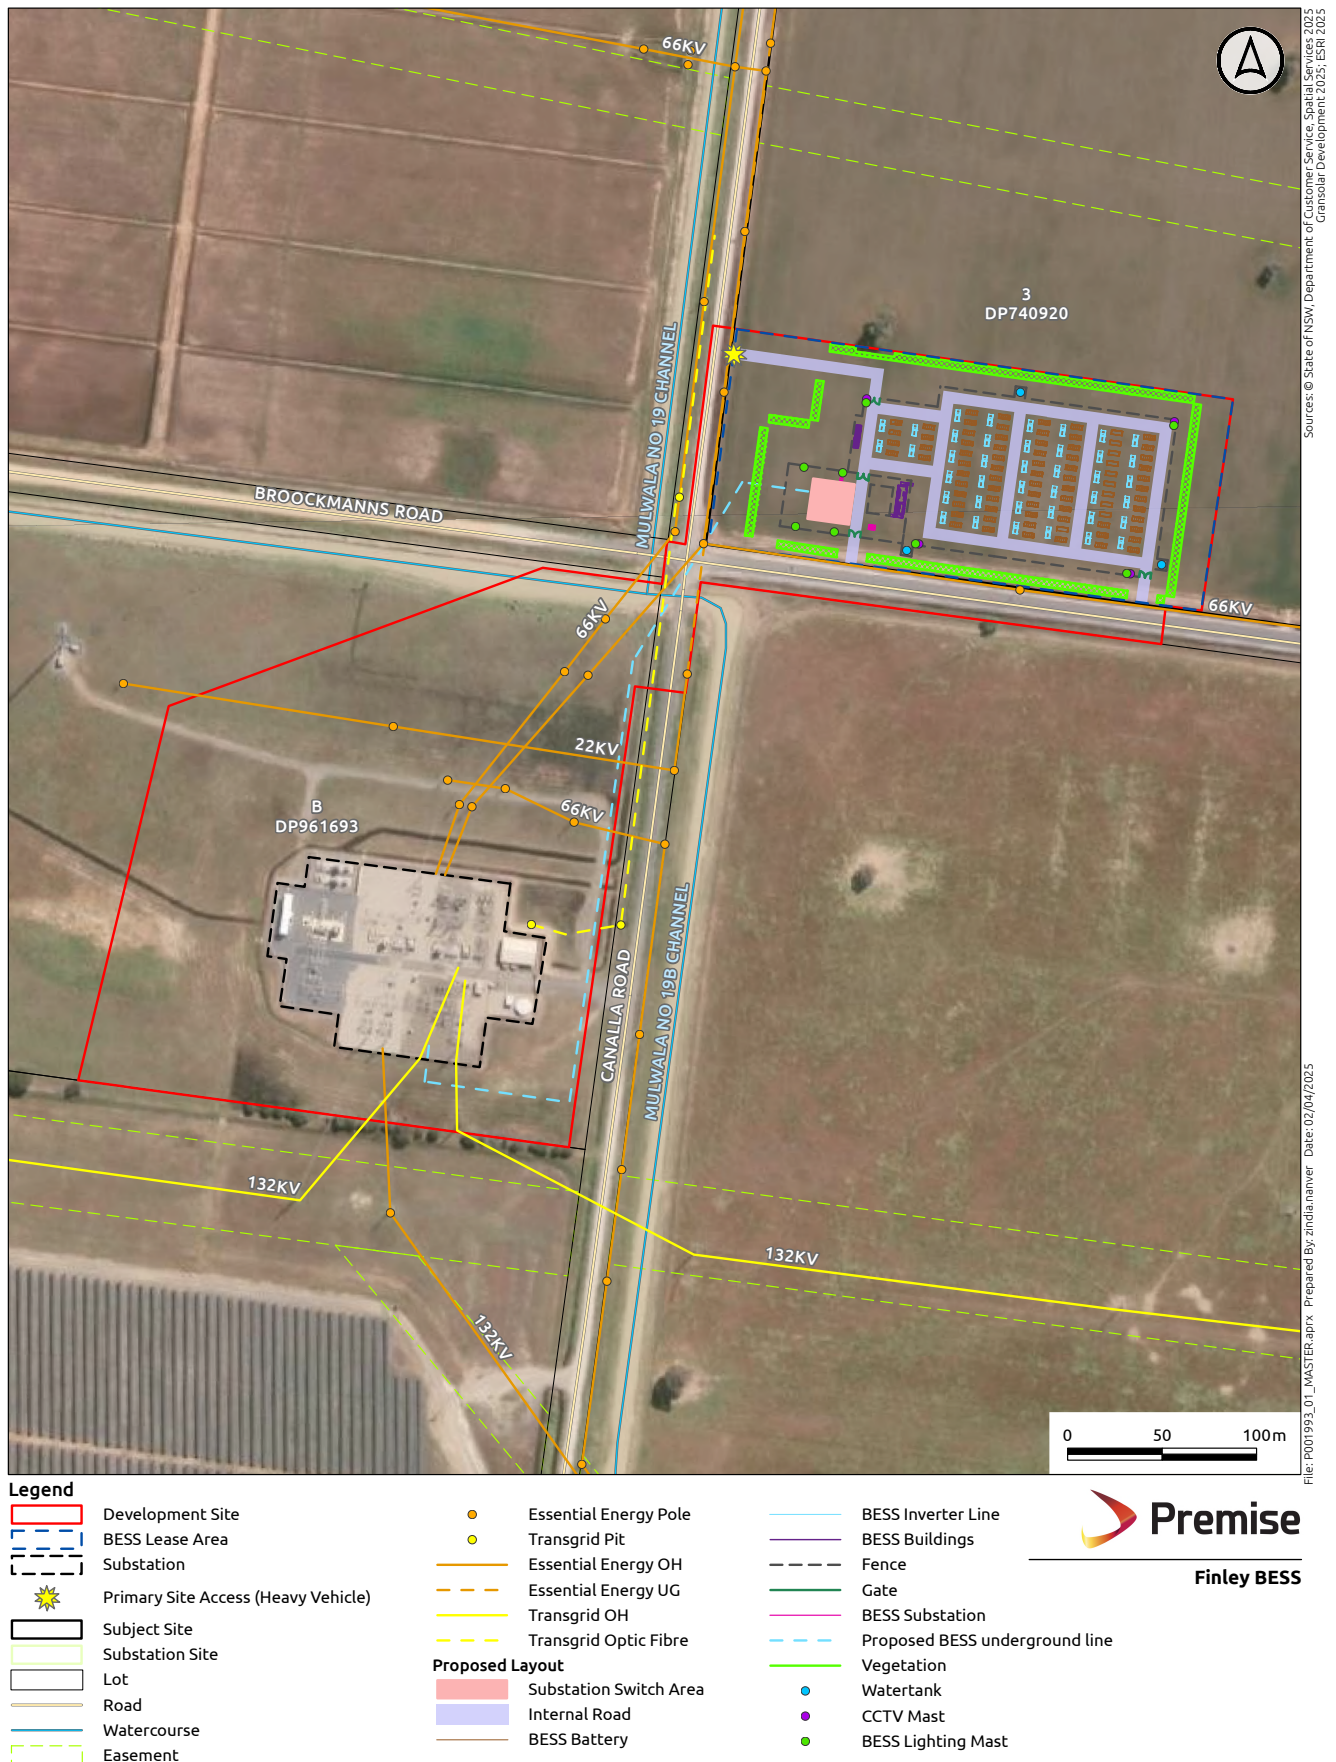 66KV
3
DP740920
MULWALA NO 19 CHANNEL
BROOCKMANNS ROAD
66KV
66KV
22KV
66KV
B
DP961693
CANALLA ROAD
MULWALA NO 19B CHANNEL
132KV
132KV
132KV
0 50 100m
Sources: © State of NSW, Department of Customer Service, Spatial Services 2025
Gransolar Development 2025; ESRI 2025
File: P001993_01_MASTER.aprx Prepared By: zindia.nanver Date: 02/04/2025
Legend
Development Site
BESS Lease Area
Substation
Primary Site Access (Heavy Vehicle)
Subject Site
Substation Site
Lot
Road
Watercourse
Easement
Essential Energy Pole
Transgrid Pit
Essential Energy OH
Essential Energy UG
Transgrid OH
Transgrid Optic Fibre
Proposed Layout
Substation Switch Area
Internal Road
BESS Battery
BESS Inverter Line
BESS Buildings
Fence
Gate
BESS Substation
Proposed BESS underground line
Vegetation
Watertank
CCTV Mast
BESS Lighting Mast
Premise
Finley BESS